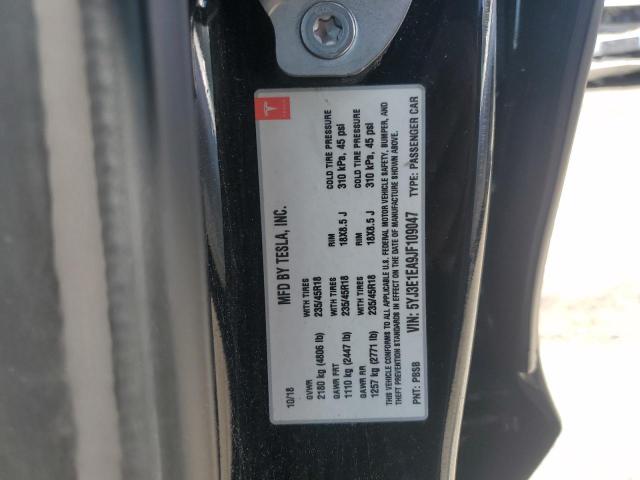 MFD BY TESLA, INC.
10/18
GVWR
2180 kg (4806 lb)
GAWR FRT
1110 kg (2447 lb)
GAWR RR
1257 kg (2771 lb)
WITH TIRES
235/45R18
WITH TIRES
235/45R18
WITH TIRES
235/45R18
RIM
18X8.5 J
RIM
18X8.5 J
COLD TIRE PRESSURE
310 kPa, 45 psi
COLD TIRE PRESSURE
310 kPa, 45 psi
THIS VEHICLE CONFORMS TO ALL APPLICABLE U.S. FEDERAL MOTOR VEHICLE SAFETY, BUMPER, AND
THEFT PREVENTION STANDARDS IN EFFECT ON THE DATE OF MANUFACTURE SHOWN ABOVE.
PNT: PBSB VIN: 5YJ3E1EA9JF109047 TYPE: PASSENGER CAR